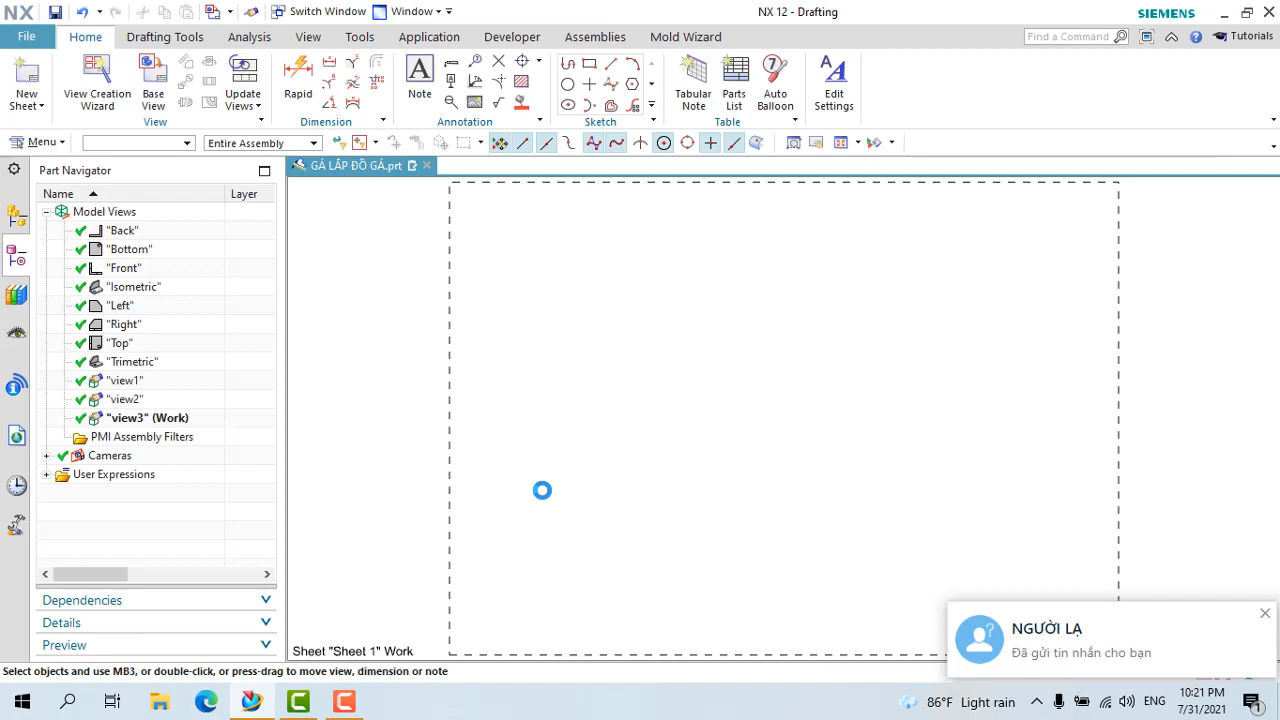 NX
Switch Window
Window
NX 12 - Drafting
SIEMENS
File
Home
Drafting Tools
Analysis
View
Tools
Application
Developer
Assemblies
Mold Wizard
Find a Command
Tutorials
New Sheet
View Creation Wizard
Base View
Update Views
View
Rapid
Dimension
Note
Annotation
Sketch
Tabular Note
Parts List
Auto Balloon
Table
Edit Settings
Menu
Entire Assembly
Part Navigator
GÁ LẮP ĐỒ GÁ.prt
Name
Layer
Model Views
"Back"
"Bottom"
"Front"
"Isometric"
"Left"
"Right"
"Top"
"Trimetric"
"view1"
"view2"
"view3" (Work)
PMI Assembly Filters
Cameras
User Expressions
Dependencies
Details
Preview
Sheet "Sheet 1" Work
NGƯỜI LẠ
Đã gửi tin nhắn cho bạn
Select objects and use MB3, or double-click, or press-drag to move view, dimension or note
86°F Light rain
ENG
10:21 PM
7/31/2021
1